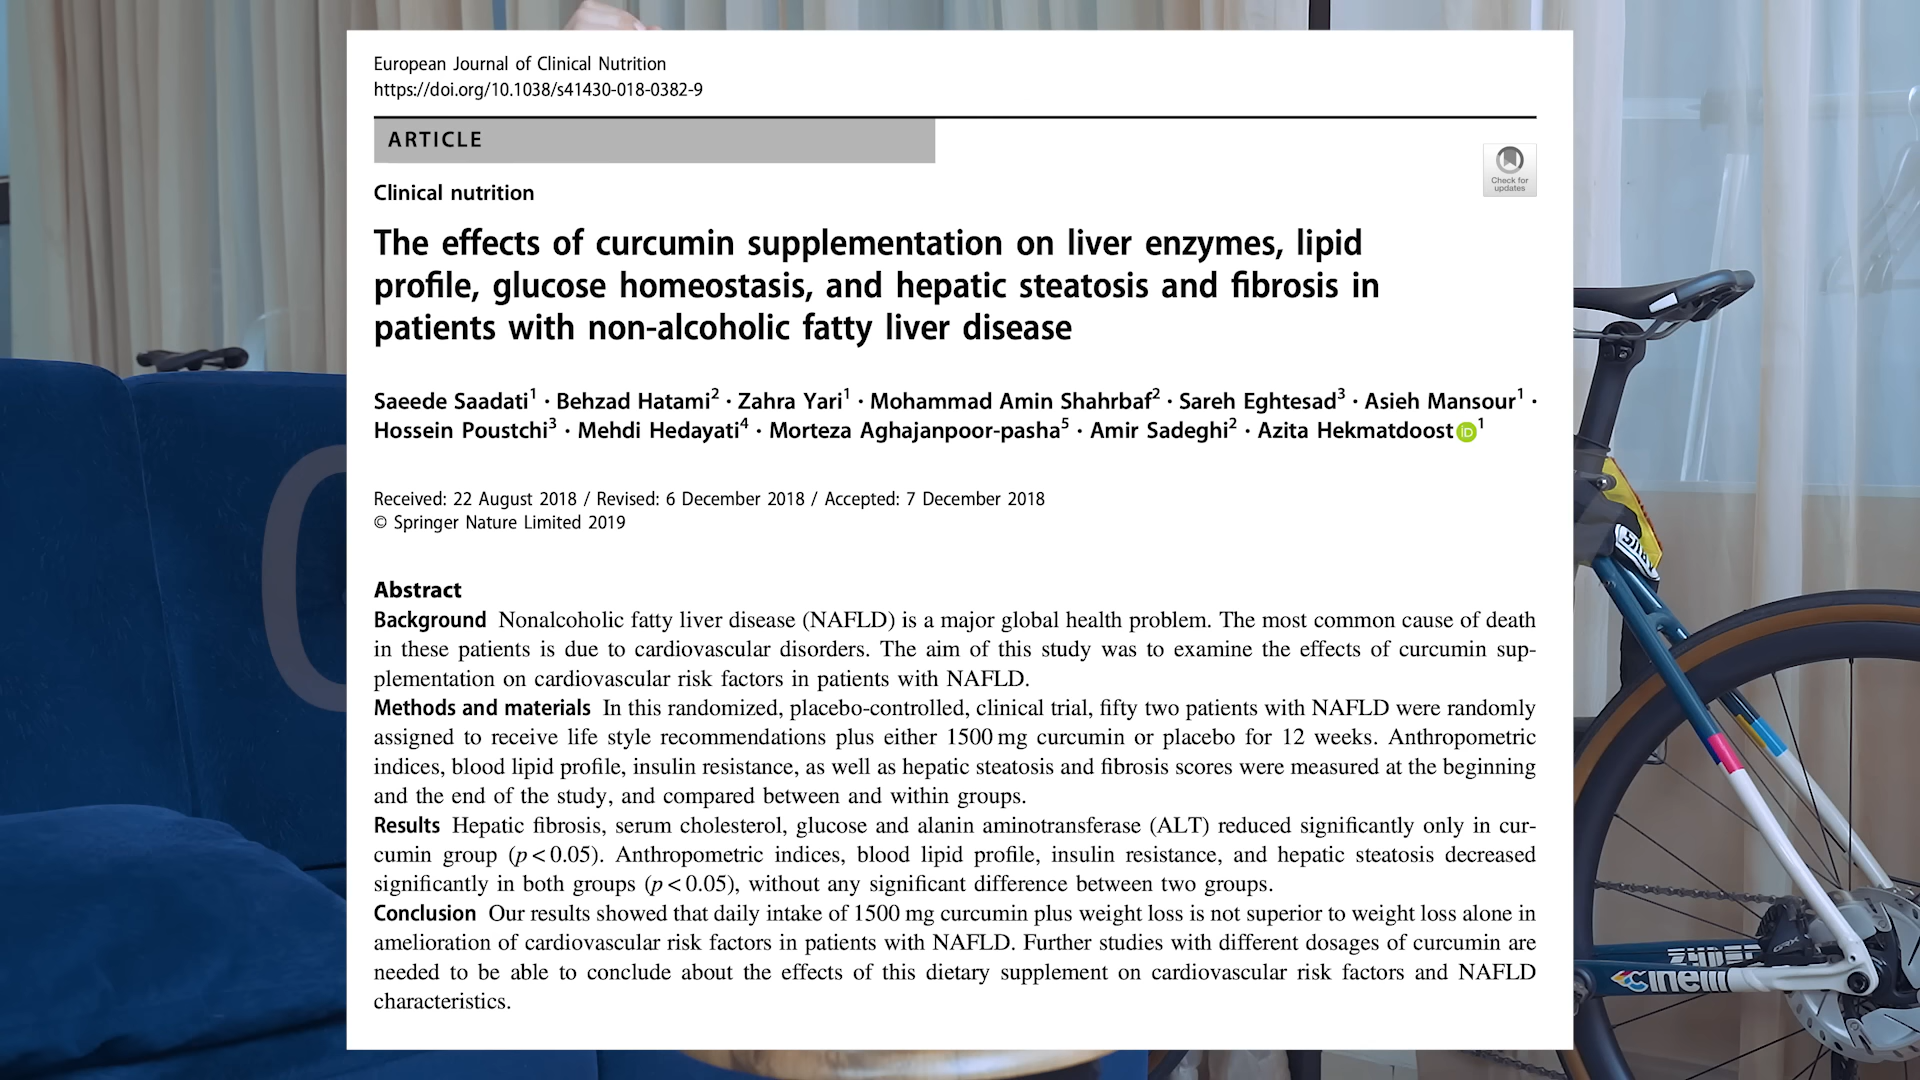 European Journal of Clinical Nutrition
https://doi.org/10.1038/s41430-018-0382-9
ARTICLE
Check for
updates
Clinical nutrition
The effects of curcumin supplementation on liver enzymes, lipid
profile, glucose homeostasis, and hepatic steatosis and fibrosis in
patients with non-alcoholic fatty liver disease
Saeede Saadati1 · Behzad Hatami2 · Zahra Yari1 · Mohammad Amin Shahrbaf2 · Sareh Eghtesad3 · Asieh Mansour1 ·
Hossein Poustchi3 · Mehdi Hedayati4 · Morteza Aghajanpoor-pasha5 · Amir Sadeghi2 · Azita Hekmatdoost iD 1
Received: 22 August 2018 / Revised: 6 December 2018 / Accepted: 7 December 2018
© Springer Nature Limited 2019
Abstract
Background Nonalcoholic fatty liver disease (NAFLD) is a major global health problem. The most common cause of death
in these patients is due to cardiovascular disorders. The aim of this study was to examine the effects of curcumin sup-
plementation on cardiovascular risk factors in patients with NAFLD.
Methods and materials In this randomized, placebo-controlled, clinical trial, fifty two patients with NAFLD were randomly
assigned to receive life style recommendations plus either 1500 mg curcumin or placebo for 12 weeks. Anthropometric
indices, blood lipid profile, insulin resistance, as well as hepatic steatosis and fibrosis scores were measured at the beginning
and the end of the study, and compared between and within groups.
Results Hepatic fibrosis, serum cholesterol, glucose and alanin aminotransferase (ALT) reduced significantly only in cur-
cumin group (p < 0.05). Anthropometric indices, blood lipid profile, insulin resistance, and hepatic steatosis decreased
significantly in both groups (p < 0.05), without any significant difference between two groups.
Conclusion Our results showed that daily intake of 1500 mg curcumin plus weight loss is not superior to weight loss alone in
amelioration of cardiovascular risk factors in patients with NAFLD. Further studies with different dosages of curcumin are
needed to be able to conclude about the effects of this dietary supplement on cardiovascular risk factors and NAFLD
characteristics.
GRX
cinelli